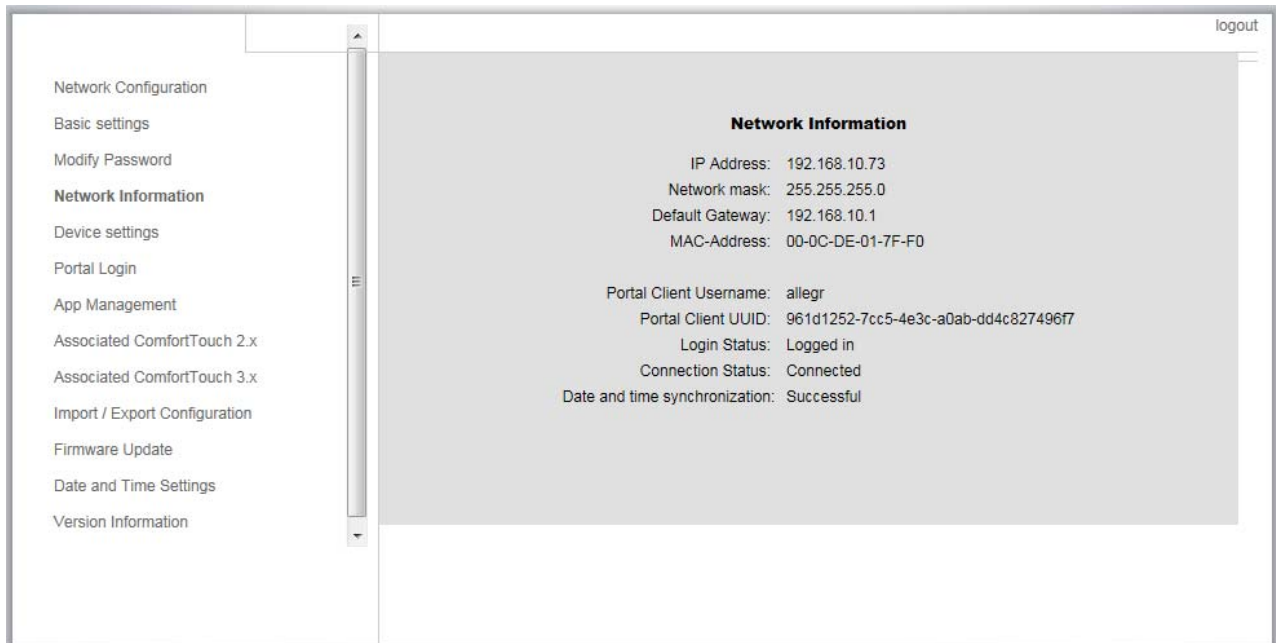 logout
Network Configuration
Basic settings
Modify Password
Network Information
Device settings
Portal Login
App Management
Associated ComfortTouch 2.x
Associated ComfortTouch 3.x
Import / Export Configuration
Firmware Update
Date and Time Settings
Version Information
Network Information
IP Address: 192.168.10.73
Network mask: 255.255.255.0
Default Gateway: 192.168.10.1
MAC-Address: 00-0C-DE-01-7F-F0
Portal Client Username: allegr
Portal Client UUID: 961d1252-7cc5-4e3c-a0ab-dd4c827496f7
Login Status: Logged in
Connection Status: Connected
Date and time synchronization: Successful